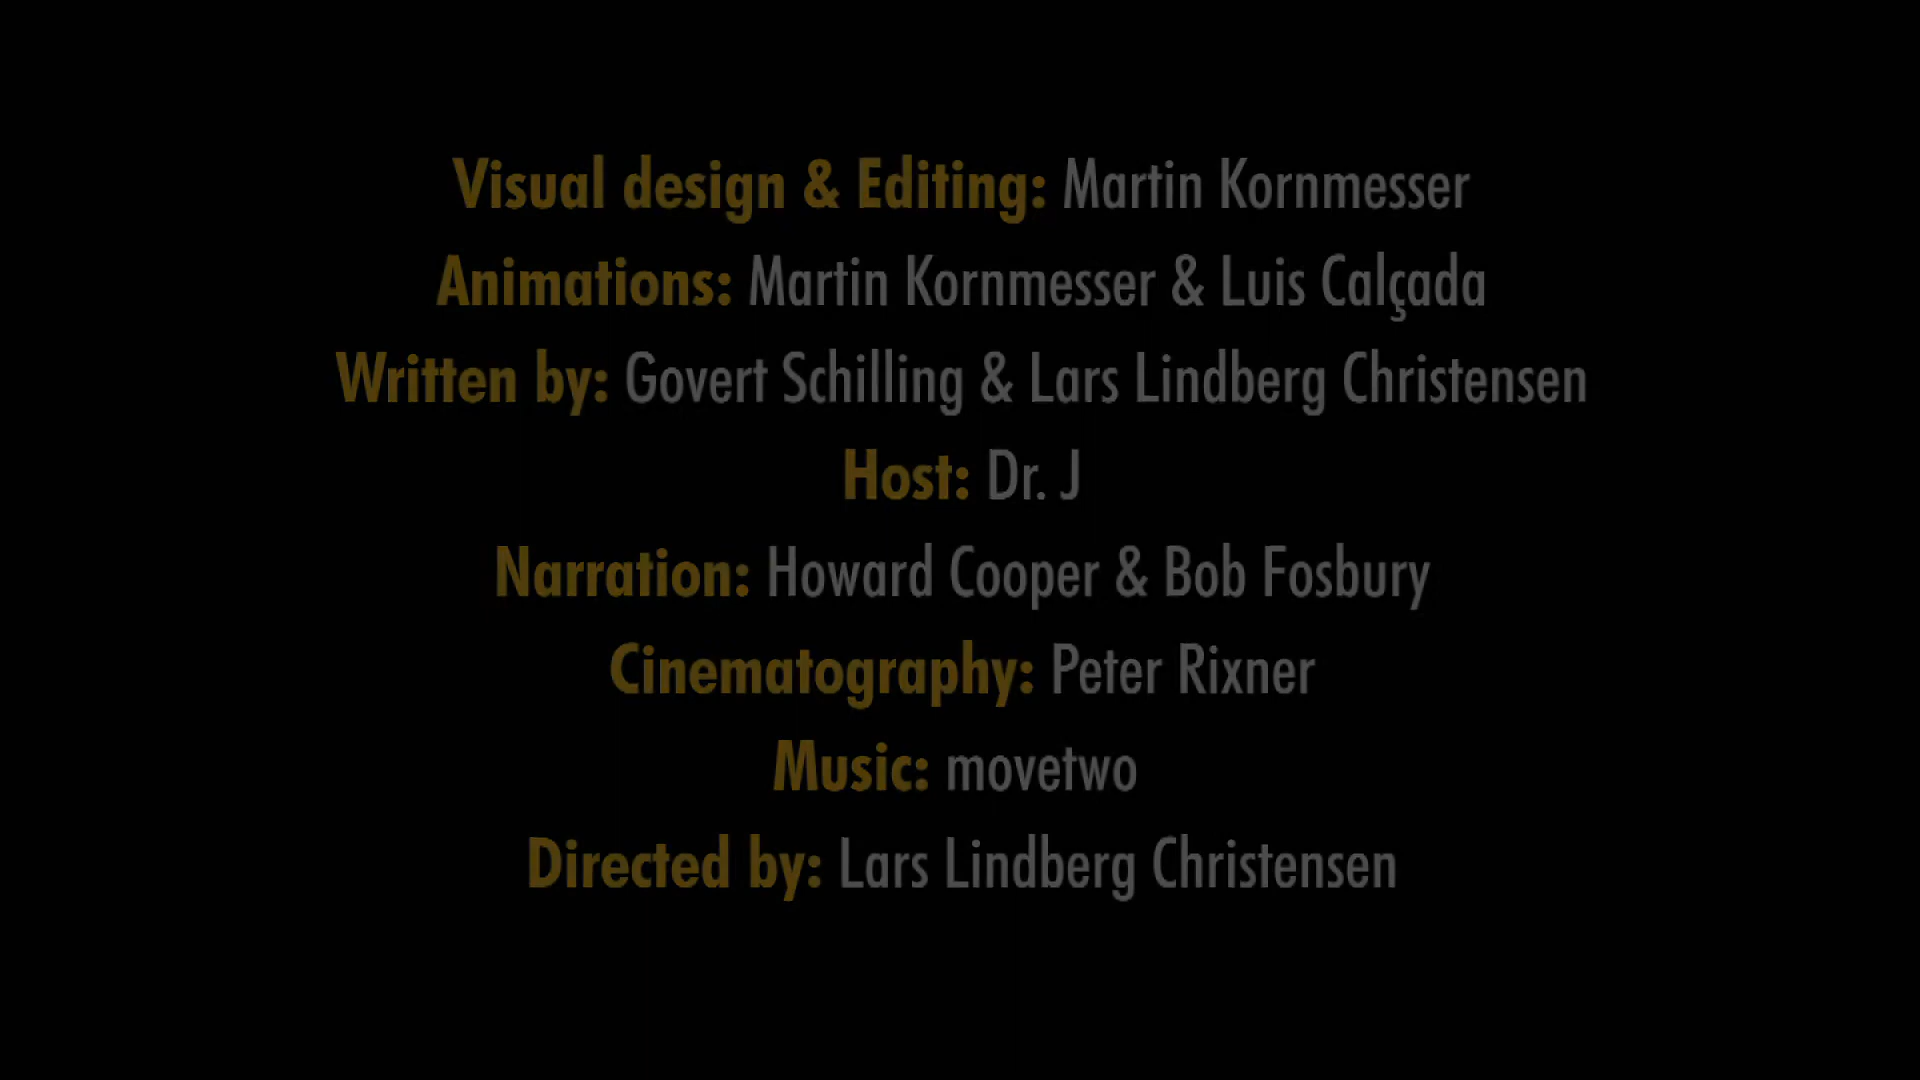 Visual design & Editing: Martin Kornmesser
Animations: Martin Kornmesser & Luis Calçada
Written by: Govert Schilling & Lars Lindberg Christensen
Host: Dr. J
Narration: Howard Cooper & Bob Fosbury
Cinematography: Peter Rixner
Music: movetwo
Directed by: Lars Lindberg Christensen